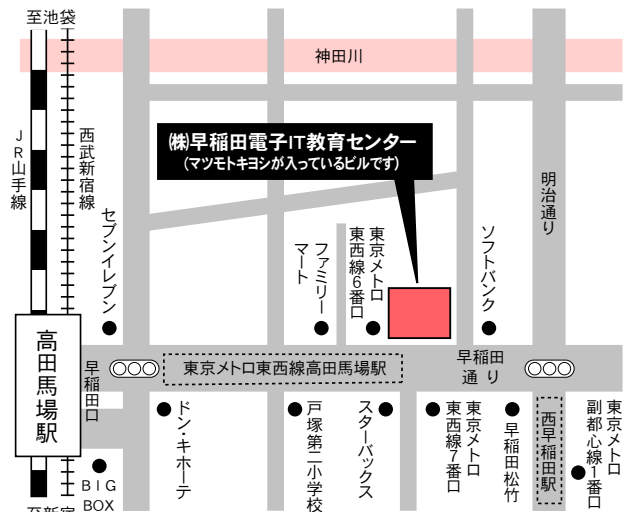 至池袋
神田川
JR山手線
西武新宿線
㈱早稲田電子IT教育センター
(マツモトキヨシが入っているビルです)
明治通り
セブンイレブン
ファミリー
マート
東京メトロ
東西線6番口
ソフトバンク
高田馬場駅
早稲田口
東京メトロ東西線高田馬場駅
早稲田
通り
ドン・キホーテ
戸塚第二小学校
スターバックス
東京メトロ
東西線7番口
早稲田松竹
西早稲田駅
東京メトロ
副都心線1番口
BIG
BOX
至新宿